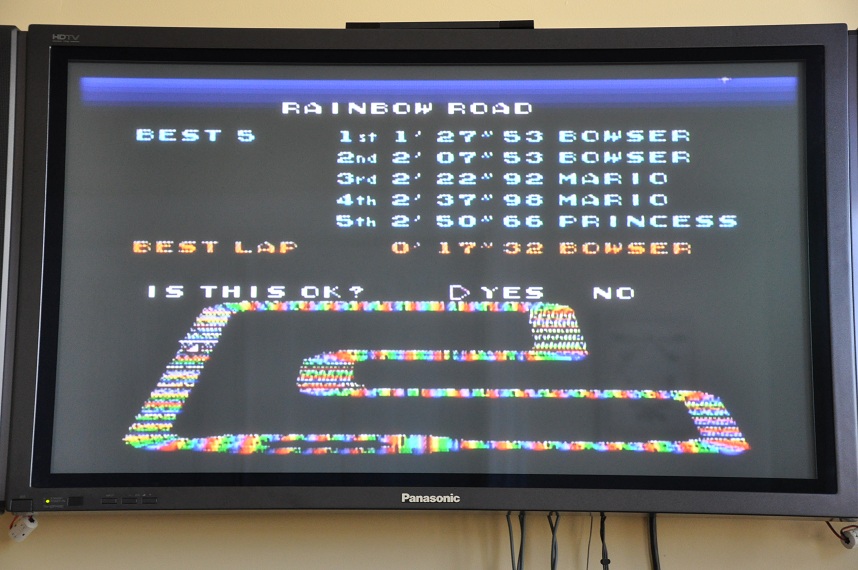 HDTV
RAINBOW ROAD
BEST 5 1st 1' 27" 53 BOWSER
2nd 2' 07" 53 BOWSER
3rd 2' 22" 92 MARIO
4th 2' 37" 98 MARIO
5th 2' 50" 66 PRINCESS
BEST LAP 0' 17" 32 BOWSER
IS THIS OK? YES NO
Panasonic